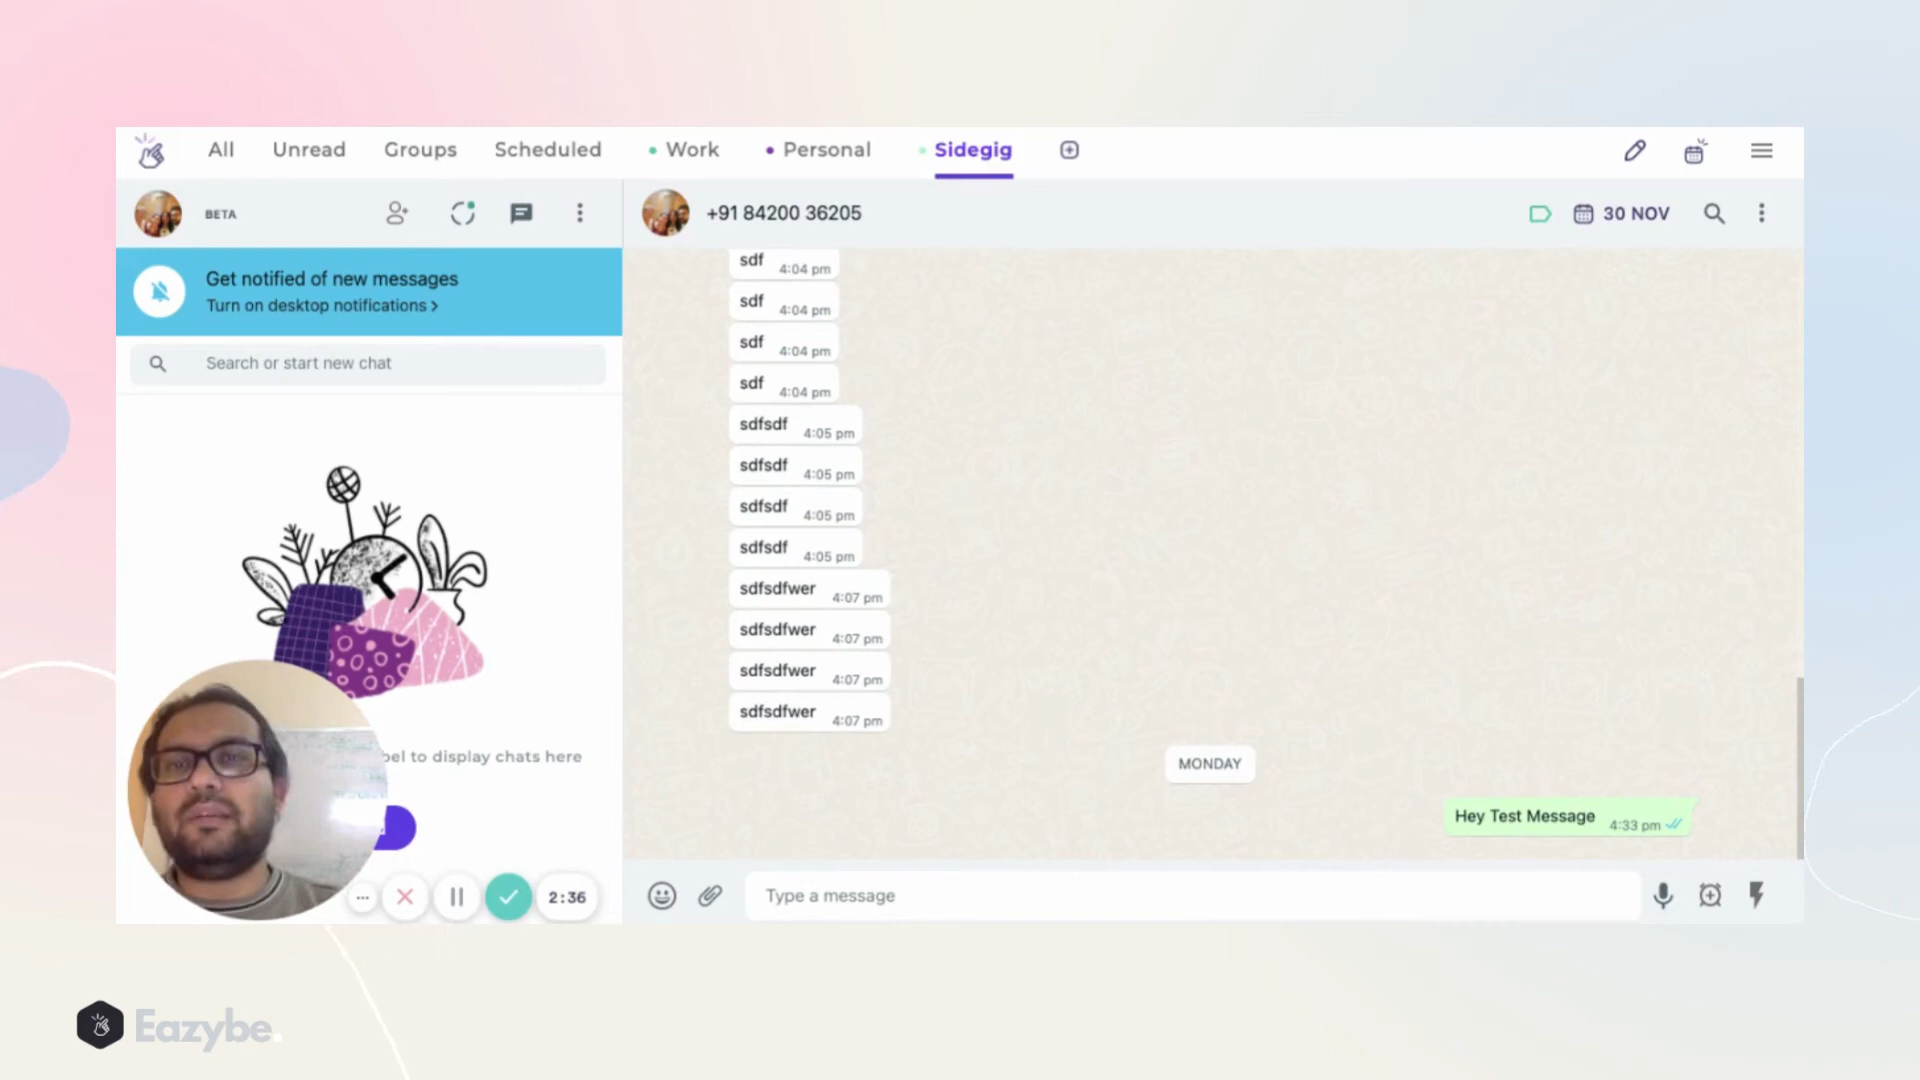 All Unread Groups Scheduled Work Personal Sidegig
BETA
+91 84200 36205
30 NOV
Get notified of new messages
Turn on desktop notifications >
Search or start new chat
sdf 4:04 pm
sdf 4:04 pm
sdf 4:04 pm
sdf 4:04 pm
sdfsdf 4:05 pm
sdfsdf 4:05 pm
sdfsdf 4:05 pm
sdfsdf 4:05 pm
sdfsdfwer 4:07 pm
sdfsdfwer 4:07 pm
sdfsdfwer 4:07 pm
sdfsdfwer 4:07 pm
to display chats here
MONDAY
Hey Test Message 4:33 pm
2:36
Type a message
Eazybe.